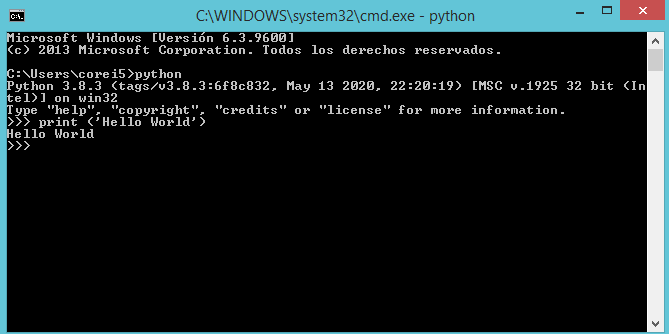 C:\WINDOWS\system32\cmd.exe - python
Microsoft Windows [Versión 6.3.9600]
(c) 2013 Microsoft Corporation. Todos los derechos reservados.
C:\Users\corei5>python
Python 3.8.3 (tags/v3.8.3:6f8c832, May 13 2020, 22:20:19) [MSC v.1925 32 bit (In
tel)] on win32
Type "help", "copyright", "credits" or "license" for more information.
>>> print ('Hello World')
Hello World
>>>